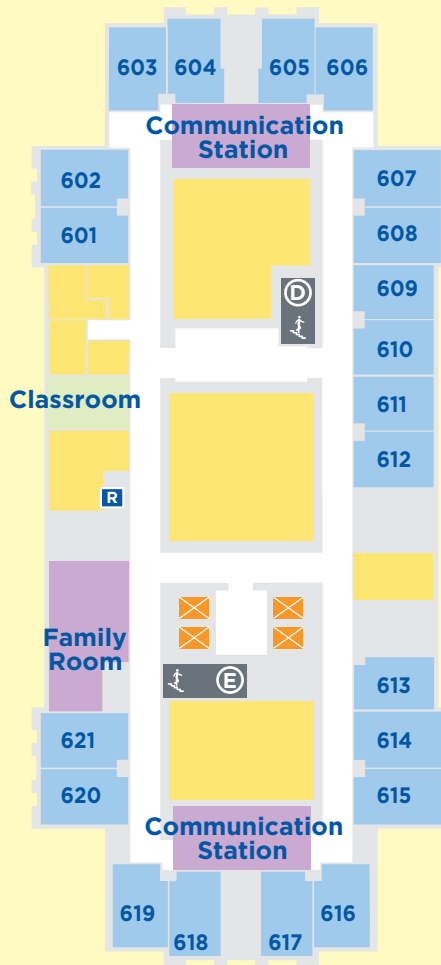 603 604 605 606
Communication
Station
602 607
601 608
609
D
610
Classroom
611
612
R
Family
Room
613
E
621 614
620 615
Communication
Station
619 618 617 616